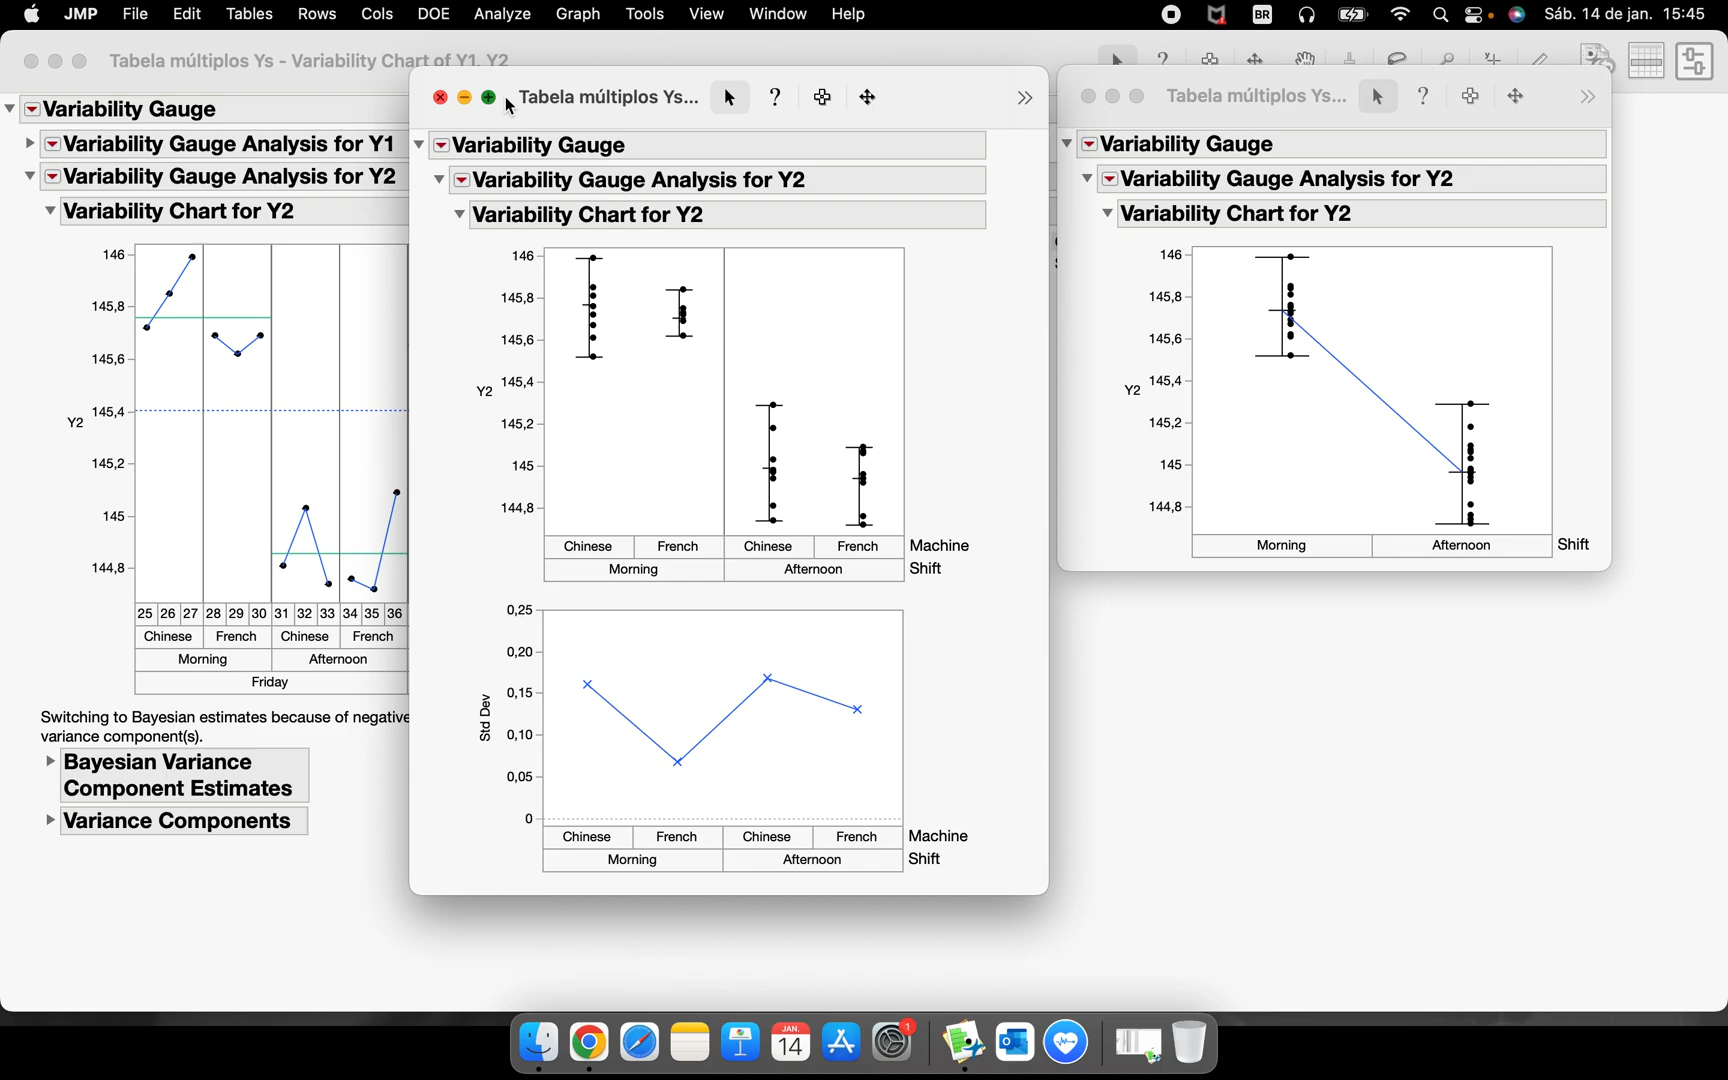 JMP File Edit Tables Rows Cols DOE Analyze Graph Tools View Window Help BR Sáb. 14 de jan. 15:45
Tabela múltiplos Ys - Variability Chart of Y1, Y2
Variability Gauge
Variability Gauge Analysis for Y1
Variability Gauge Analysis for Y2
Variability Chart for Y2
146
145,8
145,6
145,4
145,2
145
144,8
Y2
25 26 27 28 29 30 31 32 33 34 35 36
Chinese French Chinese French
Morning Afternoon
Friday
Switching to Bayesian estimates because of negative
variance component(s).
Bayesian Variance
Component Estimates
Variance Components
Tabela múltiplos Ys... ?
Variability Gauge
Variability Gauge Analysis for Y2
Variability Chart for Y2
146
145,8
145,6
145,4
145,2
145
144,8
Y2
Chinese French Chinese French Machine
Morning Afternoon Shift
0,25
0,20
0,15
0,10
0,05
0
Std Dev
Chinese French Chinese French Machine
Morning Afternoon Shift
Tabela múltiplos Ys... ?
Variability Gauge
Variability Gauge Analysis for Y2
Variability Chart for Y2
146
145,8
145,6
145,4
145,2
145
144,8
Y2
Morning Afternoon Shift
JAN.
14
1